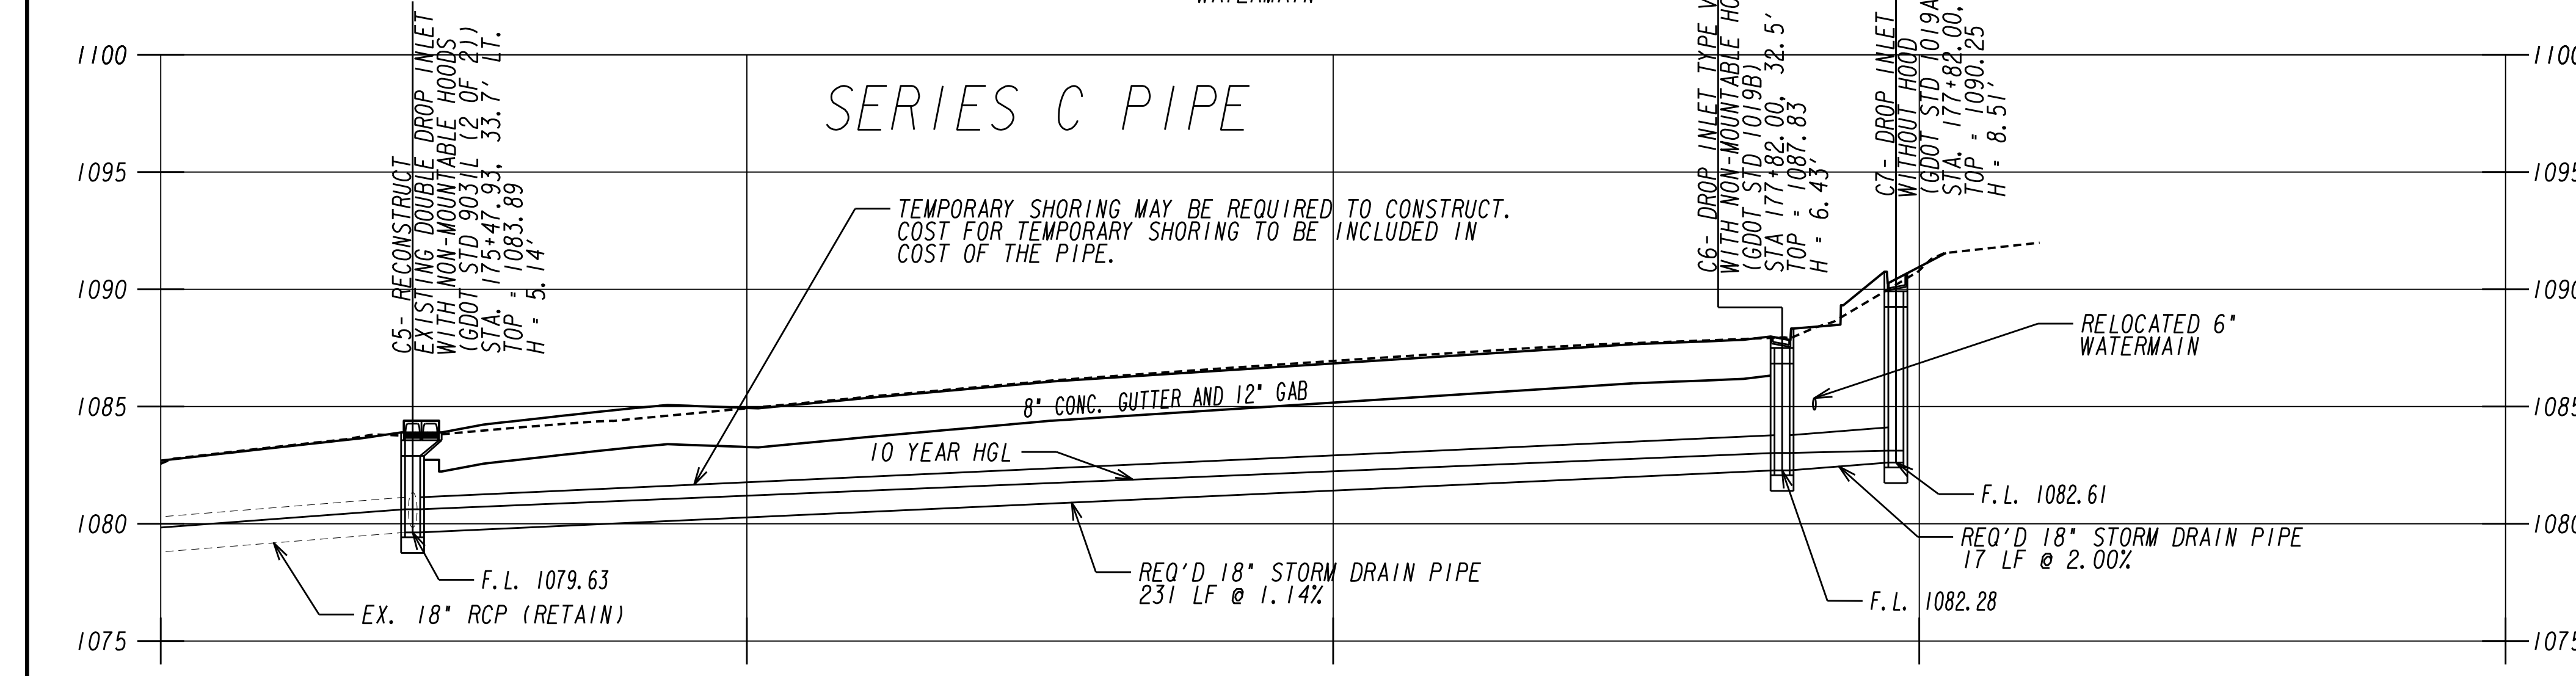 WATERMAIN
1100
1095
1090
1085
1080
1075
C5- RECONSTRUCT
EXISTING DOUBLE DROP INLET
WITH NON-MOUNTABLE HOODS
(GDOT STD 9031L (2 OF 2))
STA. 175+47.93, 33.7' LT.
TOP = 1083.89
H = 5.14'
SERIES C PIPE
TEMPORARY SHORING MAY BE REQUIRED TO CONSTRUCT.
COST FOR TEMPORARY SHORING TO BE INCLUDED IN
COST OF THE PIPE.
8" CONC. GUTTER AND 12" GAB
10 YEAR HGL
F.L. 1079.63
EX. 18" RCP (RETAIN)
REQ'D 18" STORM DRAIN PIPE
231 LF @ 1.14%
C6- DROP INLET TYPE
WITH NON-MOUNTABLE
(GDOT STD 1019B)
STA 177+82.00, 32.5'
TOP = 1087.83
H = 6.43'
C7- DROP INLET
WITHOUT HOOD
(GDOT STD 1019A
STA. 177+82.00,
TOP = 1090.25
H = 8.51'
RELOCATED 6"
WATERMAIN
F.L. 1082.61
REQ'D 18" STORM DRAIN PIPE
17 LF @ 2.00%
F.L. 1082.28
1100
1095
1090
1085
1080
1075